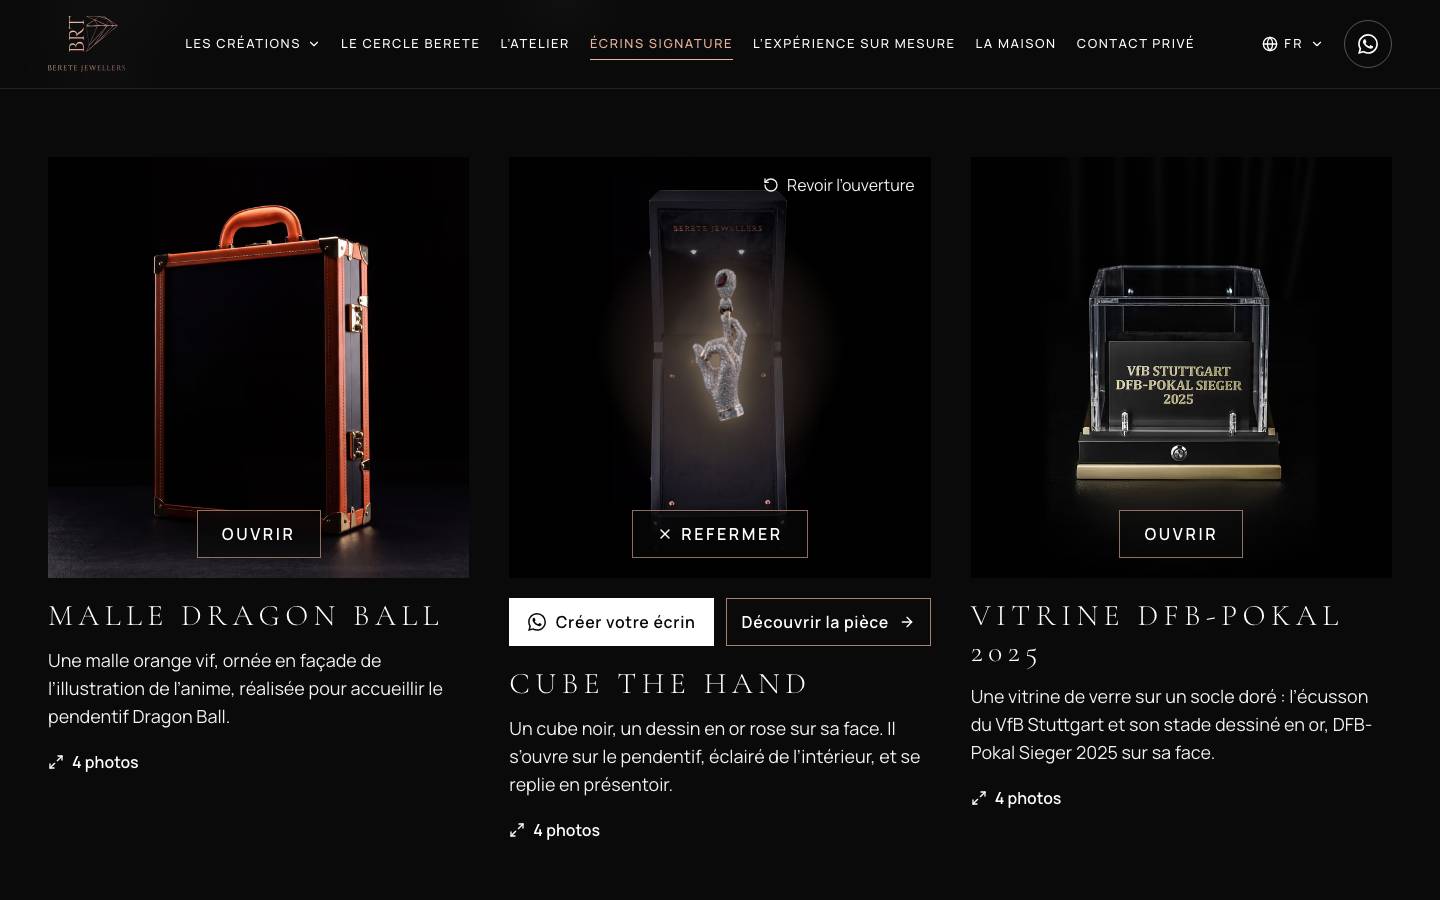 BRT
BERETE JEWELLERS
LES CRÉATIONS
LE CERCLE BERETE
L'ATELIER
ÉCRINS SIGNATURE
L'EXPÉRIENCE SUR MESURE
LA MAISON
CONTACT PRIVÉ
FR
OUVRIR
MALLE DRAGON BALL
Une malle orange vif, ornée en façade de
l'illustration de l'anime, réalisée pour accueillir le
pendentif Dragon Ball.
4 photos
Revoir l'ouverture
BERETE JEWELLERS
REFERMER
Créer votre écrin
Découvrir la pièce
CUBE THE HAND
Un cube noir, un dessin en or rose sur sa face. Il
s'ouvre sur le pendentif, éclairé de l'intérieur, et se
replie en présentoir.
4 photos
VfB STUTTGART
DFB-POKAL SIEGER
2025
OUVRIR
VITRINE DFB-POKAL
2025
Une vitrine de verre sur un socle doré : l'écusson
du VfB Stuttgart et son stade dessiné en or, DFB-
Pokal Sieger 2025 sur sa face.
4 photos